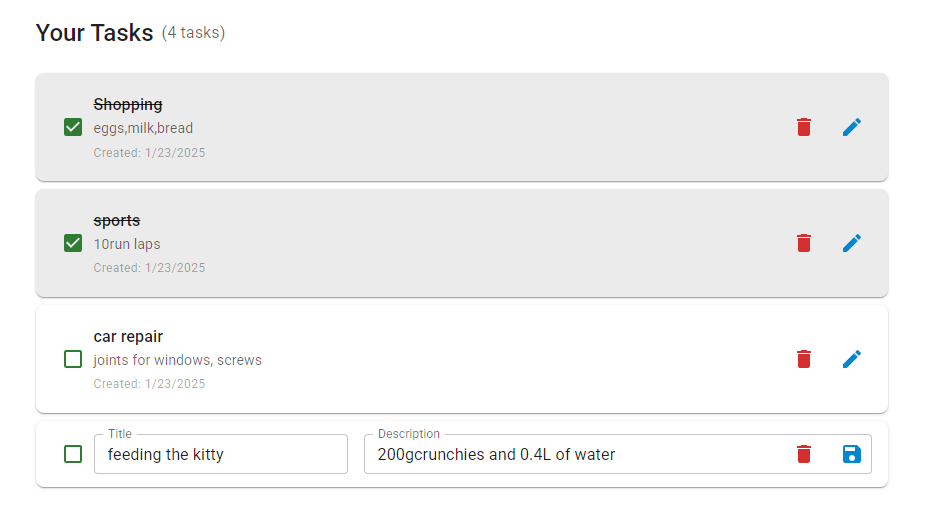 Your Tasks (4 tasks)
Shopping
eggs,milk,bread
Created: 1/23/2025
sports
10run laps
Created: 1/23/2025
car repair
joints for windows, screws
Created: 1/23/2025
Title Description
feeding the kitty 200gcrunchies and 0.4L of water